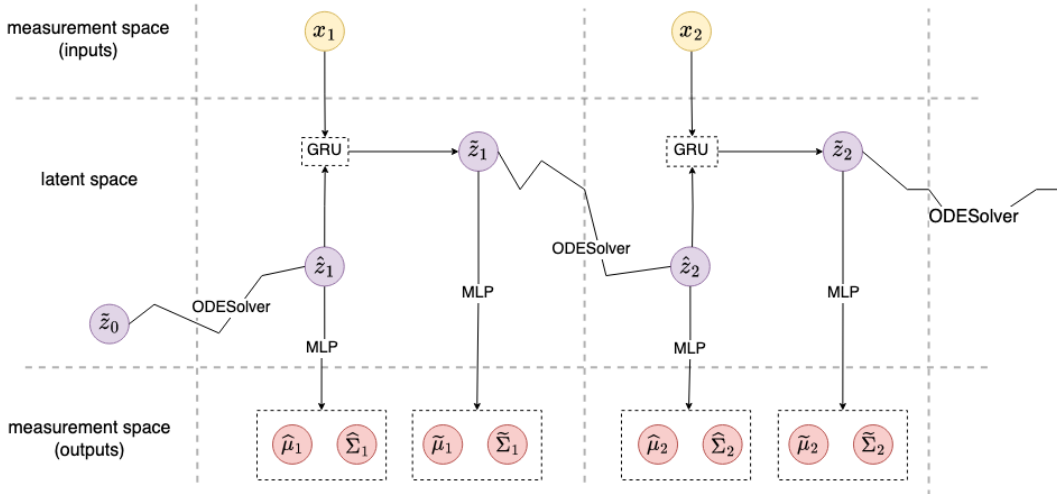 measurement space
(inputs)
x₁
x₂
latent space
GRU
z̃₁
GRU
z̃₂
ODESolver
ODESolver
ẑ₁
ẑ₂
MLP
MLP
ODESolver
z̃₀
MLP
MLP
measurement space
(outputs)
μ̂₁ Σ̂₁ μ̃₁ Σ̃₁ μ̂₂ Σ̂₂ μ̃₂ Σ̃₂